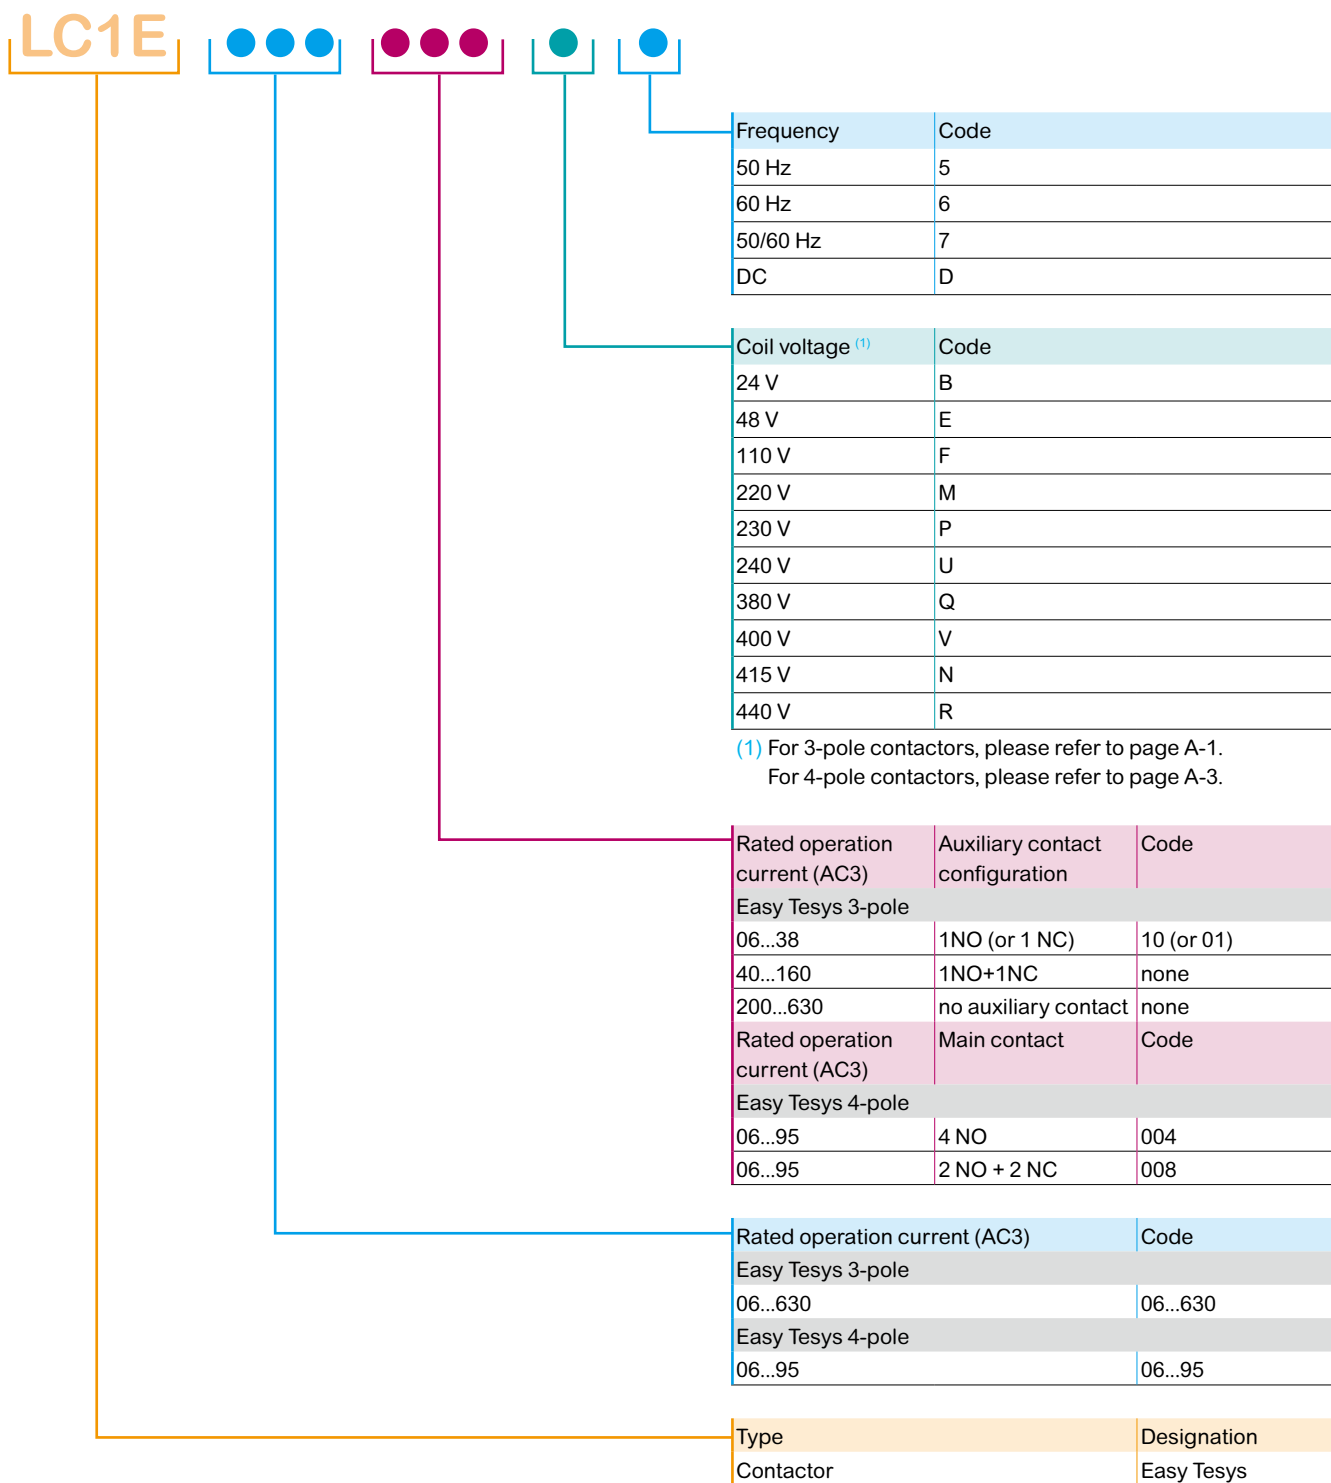 LC1E
Frequency Code
50 Hz 5
60 Hz 6
50/60 Hz 7
DC D
Coil voltage (1) Code
24 V B
48 V E
110 V F
220 V M
230 V P
240 V U
380 V Q
400 V V
415 V N
440 V R
(1) For 3-pole contactors, please refer to page A-1.
For 4-pole contactors, please refer to page A-3.
Rated operation Auxiliary contact Code
current (AC3) configuration
Easy Tesys 3-pole
06...38 1NO (or 1 NC) 10 (or 01)
40...160 1NO+1NC none
200...630 no auxiliary contact none
Rated operation Main contact Code
current (AC3)
Easy Tesys 4-pole
06...95 4 NO 004
06...95 2 NO + 2 NC 008
Rated operation current (AC3) Code
Easy Tesys 3-pole
06...630 06...630
Easy Tesys 4-pole
06...95 06...95
Type Designation
Contactor Easy Tesys